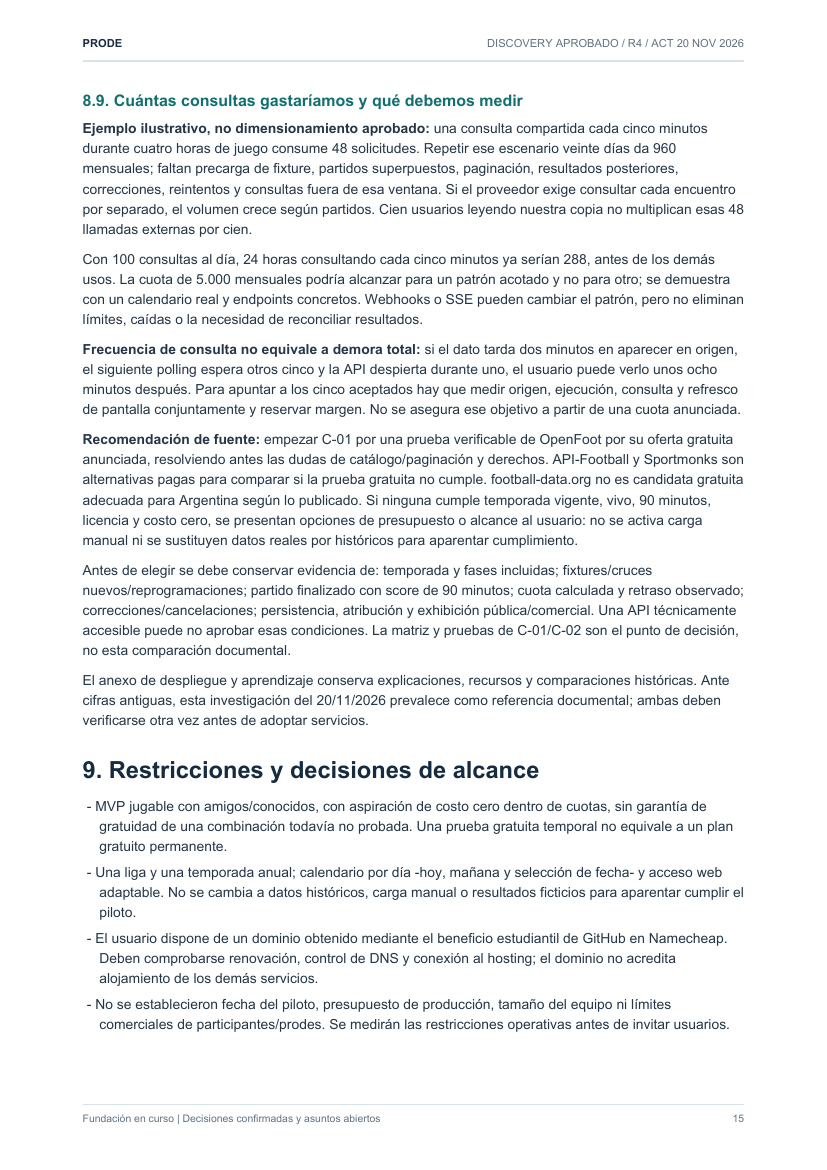 PRODE
DISCOVERY APROBADO / R4 / ACT 20 NOV 2026
8.9. Cuántas consultas gastaríamos y qué debemos medir
Ejemplo ilustrativo, no dimensionamiento aprobado: una consulta compartida cada cinco minutos
durante cuatro horas de juego consume 48 solicitudes. Repetir ese escenario veinte días da 960
mensuales; faltan precarga de fixture, partidos superpuestos, paginación, resultados posteriores,
correcciones, reintentos y consultas fuera de esa ventana. Si el proveedor exige consultar cada encuentro
por separado, el volumen crece según partidos. Cien usuarios leyendo nuestra copia no multiplican esas 48
llamadas externas por cien.
Con 100 consultas al día, 24 horas consultando cada cinco minutos ya serían 288, antes de los demás
usos. La cuota de 5.000 mensuales podría alcanzar para un patrón acotado y no para otro; se demuestra
con un calendario real y endpoints concretos. Webhooks o SSE pueden cambiar el patrón, pero no eliminan
límites, caídas o la necesidad de reconciliar resultados.
Frecuencia de consulta no equivale a demora total: si el dato tarda dos minutos en aparecer en origen,
el siguiente polling espera otros cinco y la API despierta durante uno, el usuario puede verlo unos ocho
minutos después. Para apuntar a los cinco aceptados hay que medir origen, ejecución, consulta y refresco
de pantalla conjuntamente y reservar margen. No se asegura ese objetivo a partir de una cuota anunciada.
Recomendación de fuente: empezar C-01 por una prueba verificable de OpenFoot por su oferta gratuita
anunciada, resolviendo antes las dudas de catálogo/paginación y derechos. API-Football y Sportmonks son
alternativas pagas para comparar si la prueba gratuita no cumple. football-data.org no es candidata gratuita
adecuada para Argentina según lo publicado. Si ninguna cumple temporada vigente, vivo, 90 minutos,
licencia y costo cero, se presentan opciones de presupuesto o alcance al usuario: no se activa carga
manual ni se sustituyen datos reales por históricos para aparentar cumplimiento.
Antes de elegir se debe conservar evidencia de: temporada y fases incluidas; fixtures/cruces
nuevos/reprogramaciones; partido finalizado con score de 90 minutos; cuota calculada y retraso observado;
correcciones/cancelaciones; persistencia, atribución y exhibición pública/comercial. Una API técnicamente
accesible puede no aprobar esas condiciones. La matriz y pruebas de C-01/C-02 son el punto de decisión,
no esta comparación documental.
El anexo de despliegue y aprendizaje conserva explicaciones, recursos y comparaciones históricas. Ante
cifras antiguas, esta investigación del 20/11/2026 prevalece como referencia documental; ambas deben
verificarse otra vez antes de adoptar servicios.
9. Restricciones y decisiones de alcance
- MVP jugable con amigos/conocidos, con aspiración de costo cero dentro de cuotas, sin garantía de
gratuidad de una combinación todavía no probada. Una prueba gratuita temporal no equivale a un plan
gratuito permanente.
- Una liga y una temporada anual; calendario por día -hoy, mañana y selección de fecha- y acceso web
adaptable. No se cambia a datos históricos, carga manual o resultados ficticios para aparentar cumplir el
piloto.
- El usuario dispone de un dominio obtenido mediante el beneficio estudiantil de GitHub en Namecheap.
Deben comprobarse renovación, control de DNS y conexión al hosting; el dominio no acredita
alojamiento de los demás servicios.
- No se establecieron fecha del piloto, presupuesto de producción, tamaño del equipo ni límites
comerciales de participantes/prodes. Se medirán las restricciones operativas antes de invitar usuarios.
Fundación en curso | Decisiones confirmadas y asuntos abiertos
15